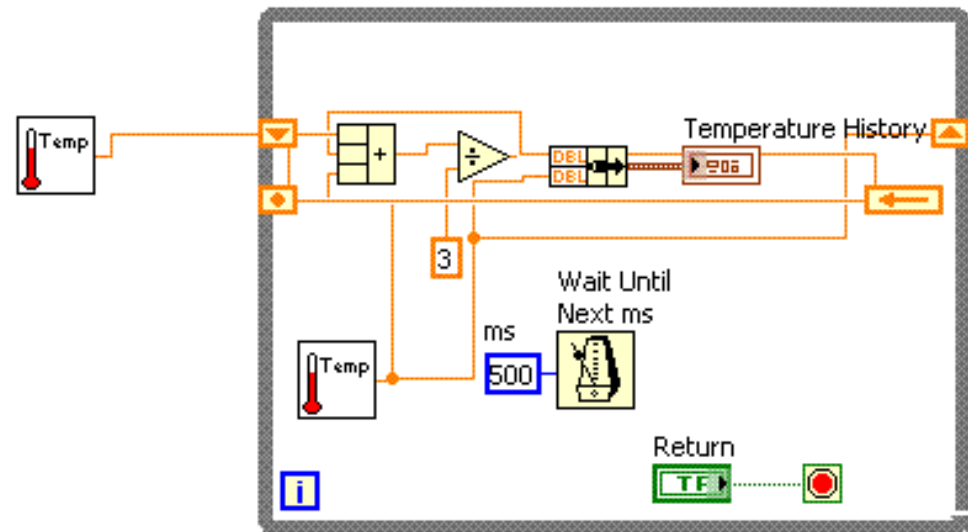 Temp
Temperature History
+
÷
DBL
DBL
3
Wait Until
Next ms
ms
500
Temp
Return
TF
i